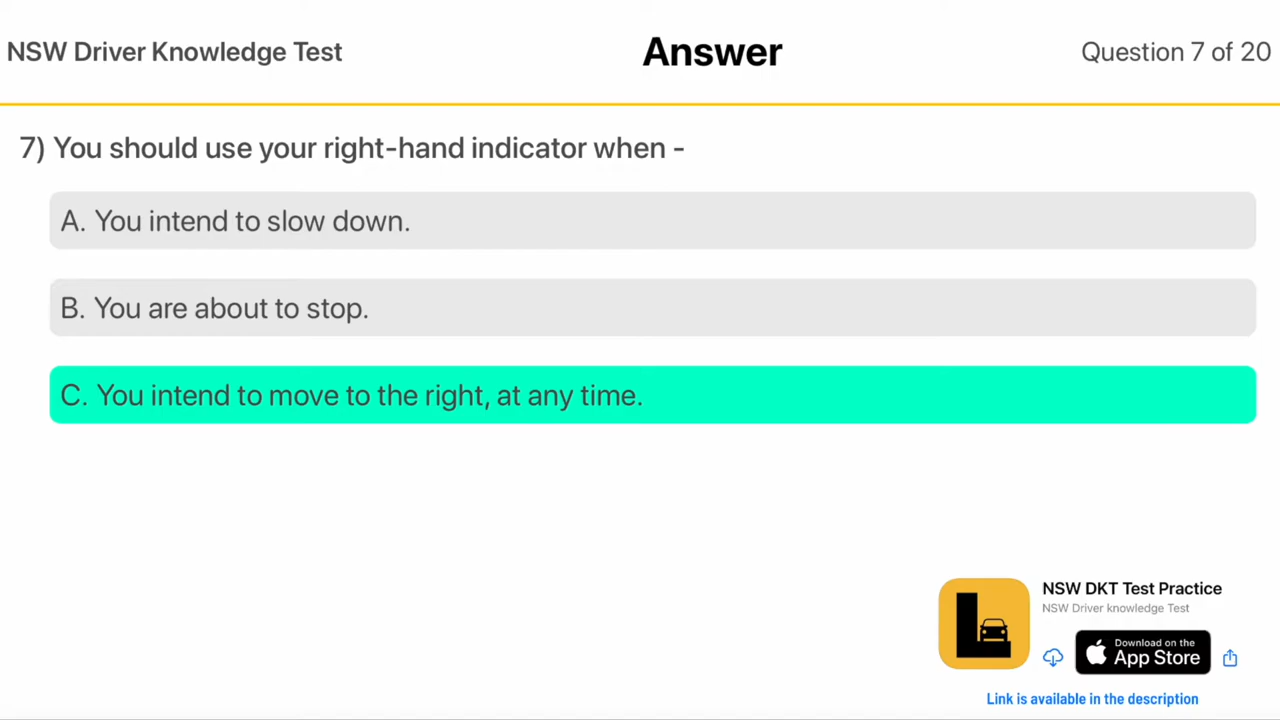 NSW Driver Knowledge Test
Answer
Question 7 of 20
7) You should use your right-hand indicator when -
A. You intend to slow down.
B. You are about to stop.
C. You intend to move to the right, at any time.
NSW DKT Test Practice
NSW Driver knowledge Test
Download on the
App Store
Link is available in the description